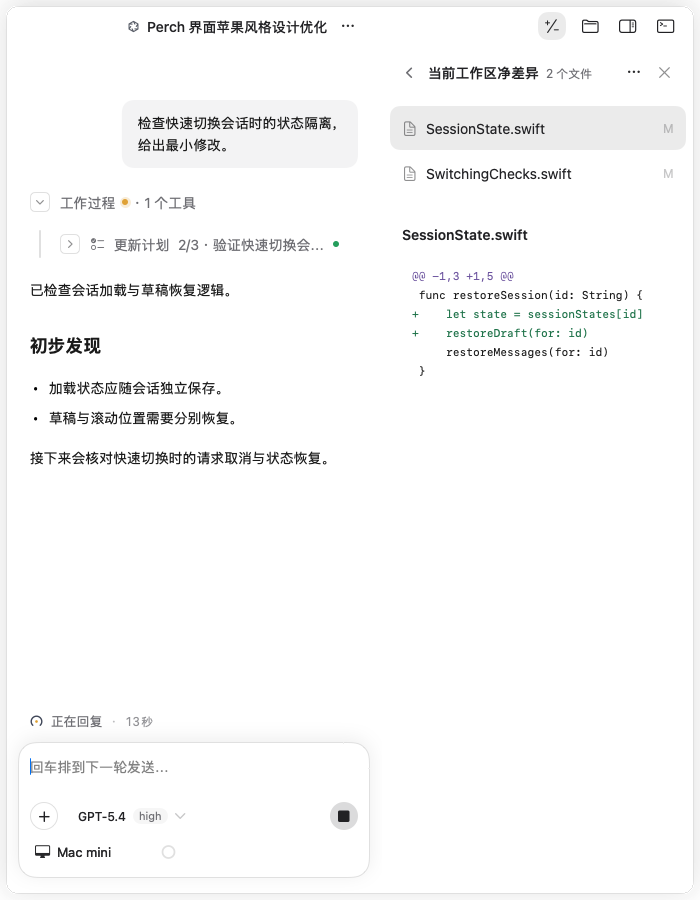 Perch 界面苹果风格设计优化 ···
检查快速切换会话时的状态隔离，
给出最小修改。
工作过程 · 1 个工具
更新计划 2/3 · 验证快速切换会…
已检查会话加载与草稿恢复逻辑。
初步发现
• 加载状态应随会话独立保存。
• 草稿与滚动位置需要分别恢复。
接下来会核对快速切换时的请求取消与状态恢复。
正在回复 · 13秒
回车排到下一轮发送…
GPT-5.4 high
Mac mini
当前工作区净差异 2 个文件 ···
SessionState.swift M
SwitchingChecks.swift M
SessionState.swift
@@ -1,3 +1,5 @@
func restoreSession(id: String) {
+    let state = sessionStates[id]
+    restoreDraft(for: id)
     restoreMessages(for: id)
}